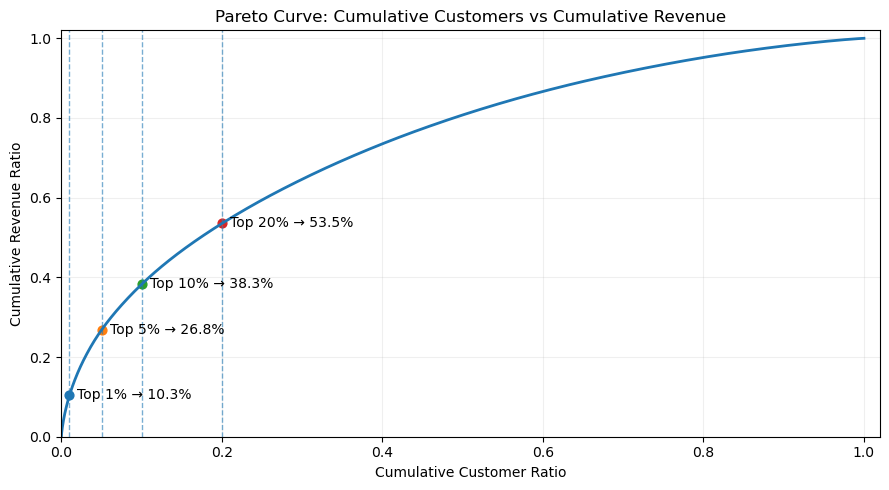 Pareto Curve: Cumulative Customers vs Cumulative Revenue
Cumulative Revenue Ratio
1.0
0.8
0.6
0.4
0.2
0.0
Top 20% → 53.5%
Top 10% → 38.3%
Top 5% → 26.8%
Top 1% → 10.3%
0.0 0.2 0.4 0.6 0.8 1.0
Cumulative Customer Ratio